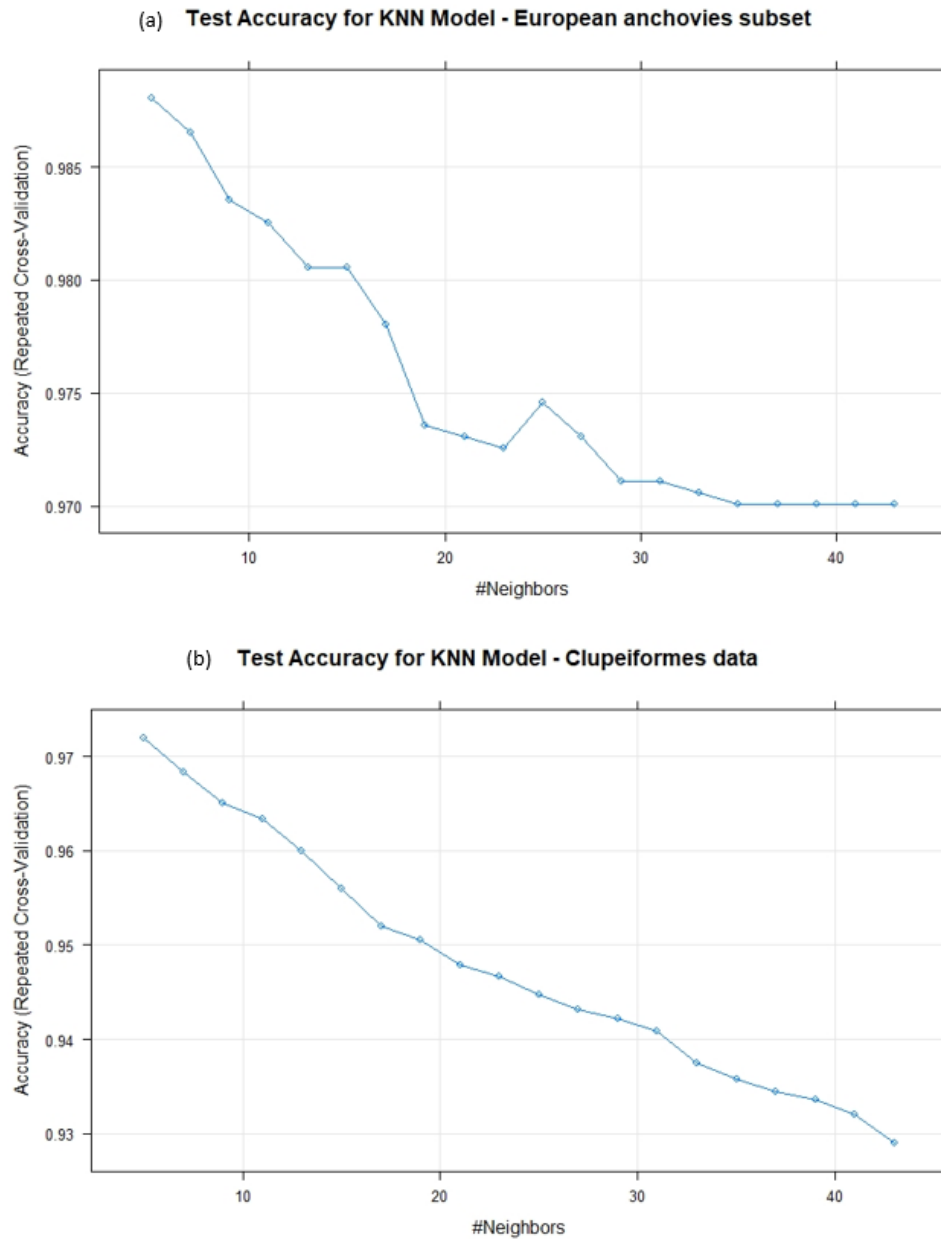 (a) Test Accuracy for KNN Model - European anchovies subset
Accuracy (Repeated Cross-Validation)
0.985
0.980
0.975
0.970
10 20 30 40
#Neighbors
(b) Test Accuracy for KNN Model - Clupeiformes data
Accuracy (Repeated Cross-Validation)
0.97
0.96
0.95
0.94
0.93
10 20 30 40
#Neighbors